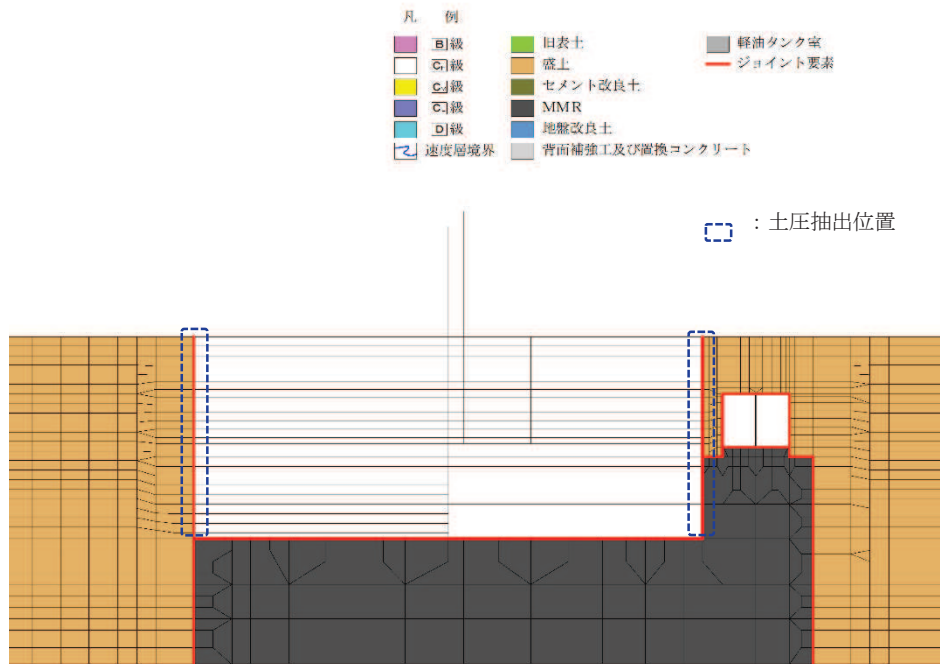 凡 例
B級
CH級
CM級
CL級
D級
速度層境界
旧表土
盛土
セメント改良土
MMR
地盤改良土
背面補強工及び置換コンクリート
軽油タンク室
ジョイント要素
:土圧抽出位置